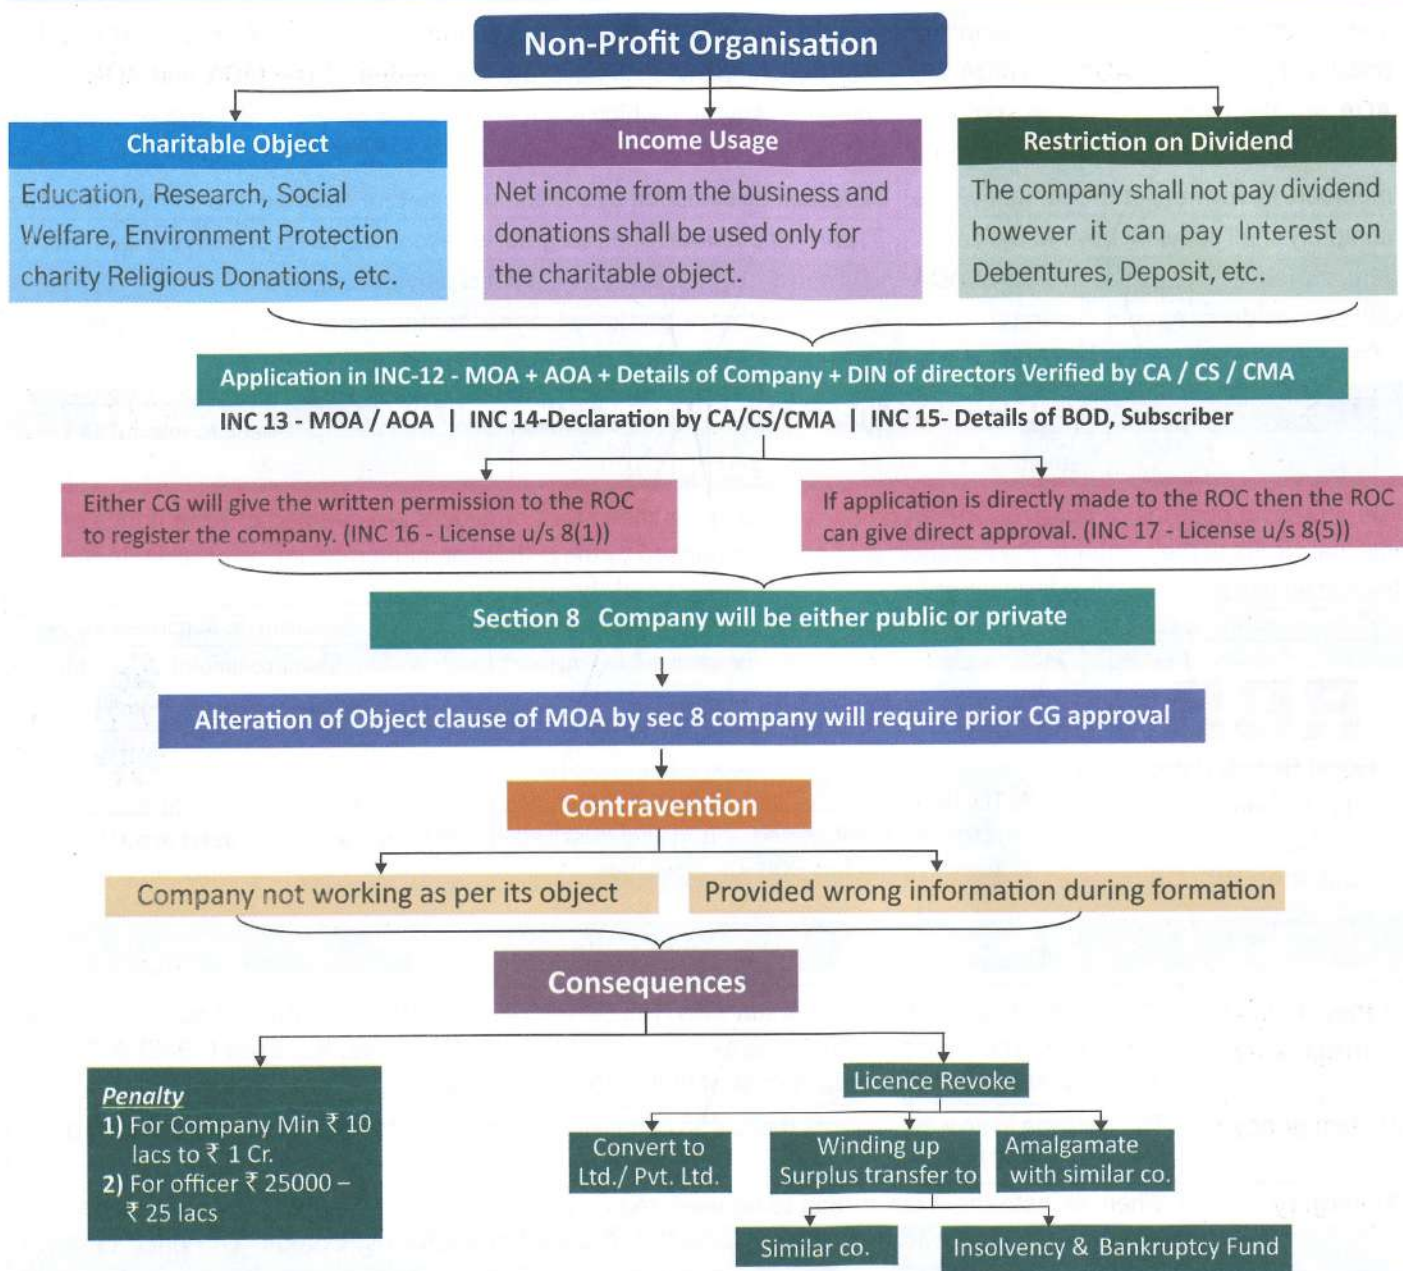 Non-Profit Organisation
Charitable Object
Education, Research, Social
Welfare, Environment Protection
charity Religious Donations, etc.
Income Usage
Net income from the business and
donations shall be used only for
the charitable object.
Restriction on Dividend
The company shall not pay dividend
however it can pay Interest on
Debentures, Deposit, etc.
Application in INC-12 - MOA + AOA + Details of Company + DIN of directors Verified by CA / CS / CMA
INC 13 - MOA / AOA | INC 14-Declaration by CA/CS/CMA | INC 15- Details of BOD, Subscriber
Either CG will give the written permission to the ROC
to register the company. (INC 16 - License u/s 8(1))
If application is directly made to the ROC then the ROC
can give direct approval. (INC 17 - License u/s 8(5))
Section 8 Company will be either public or private
Alteration of Object clause of MOA by sec 8 company will require prior CG approval
Contravention
Company not working as per its object
Provided wrong information during formation
Consequences
Penalty
1) For Company Min ₹ 10
lacs to ₹ 1 Cr.
2) For officer ₹ 25000 –
₹ 25 lacs
Licence Revoke
Convert to
Ltd./ Pvt. Ltd.
Winding up
Surplus transfer to
Amalgamate
with similar co.
Similar co.
Insolvency & Bankruptcy Fund